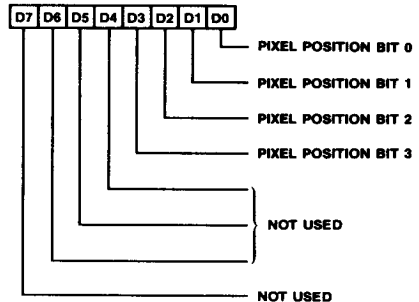 D7 D6 D5 D4 D3 D2 D1 D0
PIXEL POSITION BIT 0
PIXEL POSITION BIT 1
PIXEL POSITION BIT 2
PIXEL POSITION BIT 3
NOT USED
NOT USED